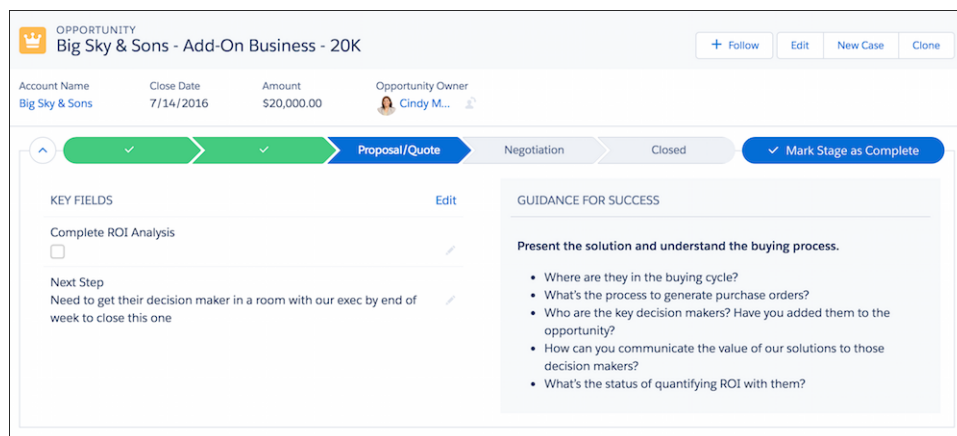 OPPORTUNITY
Big Sky & Sons - Add-On Business - 20K
+ Follow
Edit
New Case
Clone
Account Name
Close Date
Amount
Opportunity Owner
Big Sky & Sons
7/14/2016
$20,000.00
Cindy M...
Proposal/Quote
Negotiation
Closed
Mark Stage as Complete
KEY FIELDS
Edit
Complete ROI Analysis
Next Step
Need to get their decision maker in a room with our exec by end of
week to close this one
GUIDANCE FOR SUCCESS
Present the solution and understand the buying process.
• Where are they in the buying cycle?
• What's the process to generate purchase orders?
• Who are the key decision makers? Have you added them to the
opportunity?
• How can you communicate the value of our solutions to those
decision makers?
• What's the status of quantifying ROI with them?